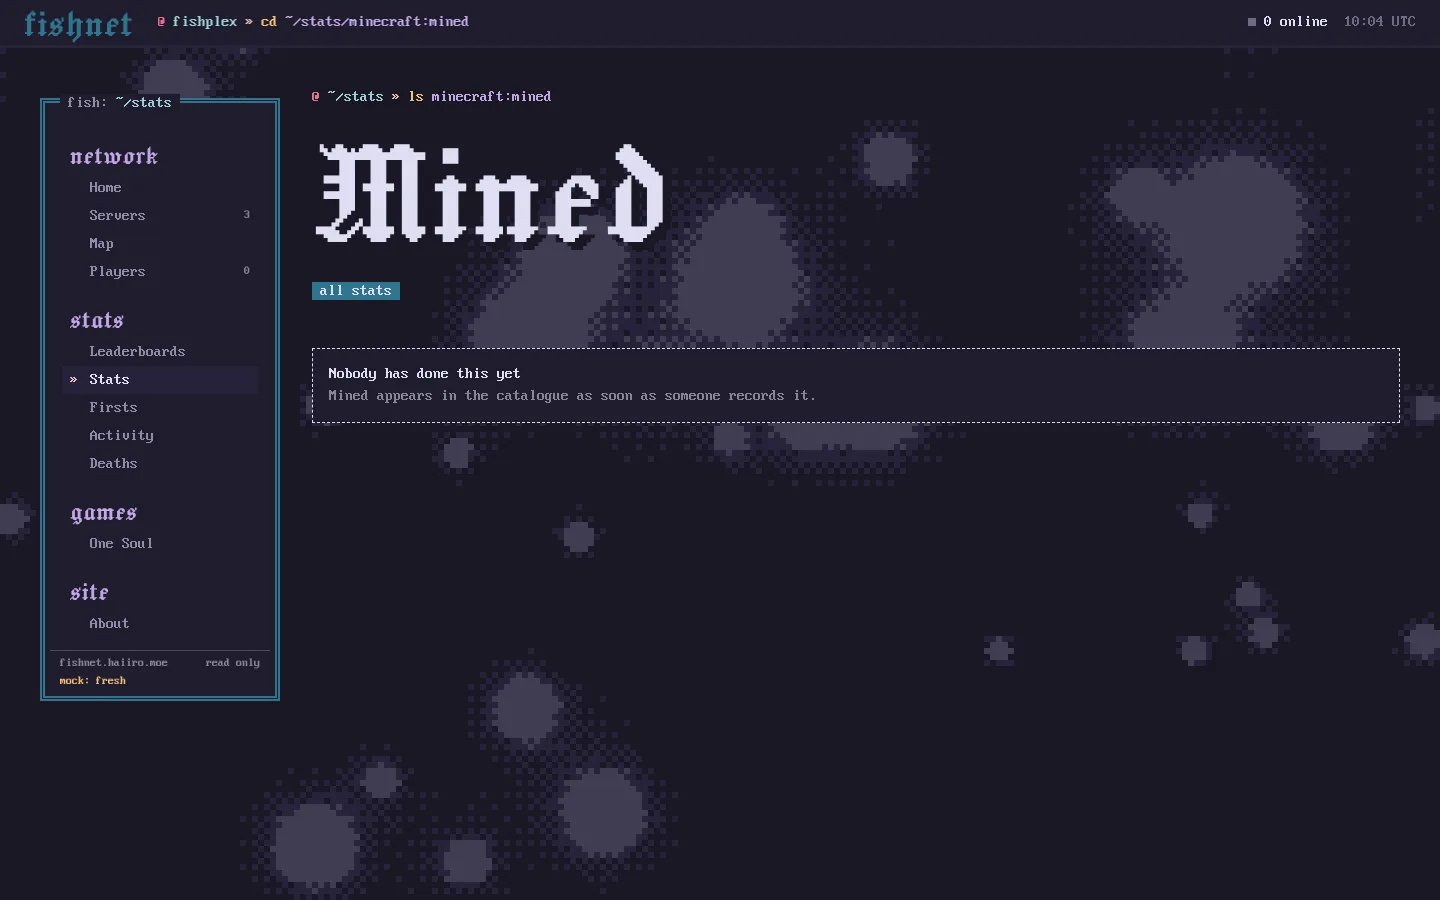 fishnet
@ fishplex » cd ~/stats/minecraft:mined
0 online 10:04 UTC
fish: ~/stats
network
Home
Servers 3
Map
Players 0
stats
Leaderboards
» Stats
Firsts
Activity
Deaths
games
One Soul
site
About
fishnet.haiiro.moe read only
mock: fresh
@ ~/stats » ls minecraft:mined
Mined
all stats
Nobody has done this yet
Mined appears in the catalogue as soon as someone records it.